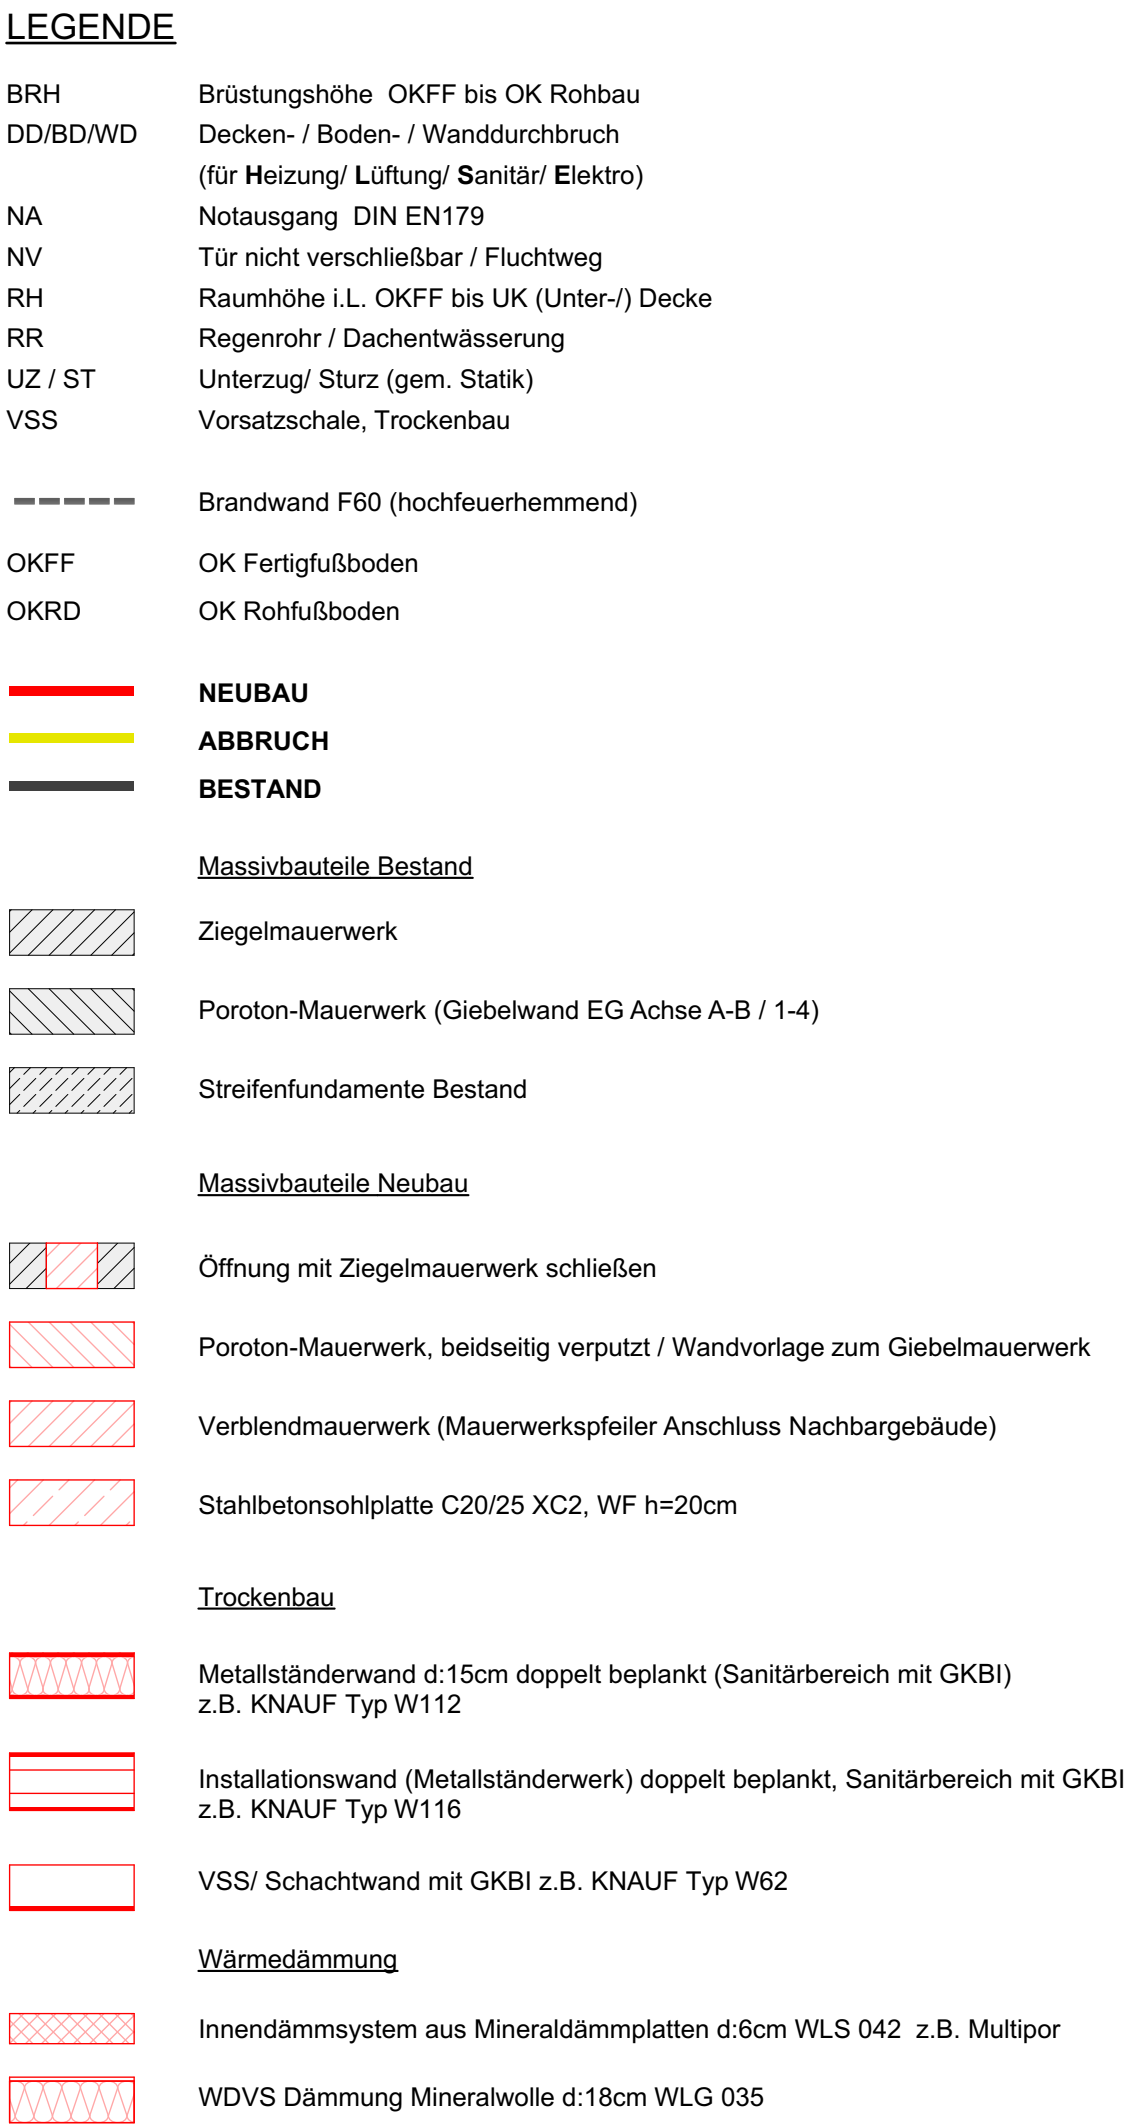 LEGENDE
BRH Brüstungshöhe OKFF bis OK Rohbau
DD/BD/WD Decken- / Boden- / Wanddurchbruch
(für Heizung/ Lüftung/ Sanitär/ Elektro)
NA Notausgang DIN EN179
NV Tür nicht verschließbar / Fluchtweg
RH Raumhöhe i.L. OKFF bis UK (Unter-/) Decke
RR Regenrohr / Dachentwässerung
UZ / ST Unterzug/ Sturz (gem. Statik)
VSS Vorsatzschale, Trockenbau
Brandwand F60 (hochfeuerhemmend)
OKFF OK Fertigfußboden
OKRD OK Rohfußboden
NEUBAU
ABBRUCH
BESTAND
Massivbauteile Bestand
Ziegelmauerwerk
Poroton-Mauerwerk (Giebelwand EG Achse A-B / 1-4)
Streifenfundamente Bestand
Massivbauteile Neubau
Öffnung mit Ziegelmauerwerk schließen
Poroton-Mauerwerk, beidseitig verputzt / Wandvorlage zum Giebelmauerwerk
Verblendmauerwerk (Mauerwerkspfeiler Anschluss Nachbargebäude)
Stahlbetonsohlplatte C20/25 XC2, WF h=20cm
Trockenbau
Metallständerwand d:15cm doppelt beplankt (Sanitärbereich mit GKBI)
z.B. KNAUF Typ W112
Installationswand (Metallständerwerk) doppelt beplankt, Sanitärbereich mit GKBI
z.B. KNAUF Typ W116
VSS/ Schachtwand mit GKBI z.B. KNAUF Typ W62
Wärmedämmung
Innendämmsystem aus Mineraldämmplatten d:6cm WLS 042 z.B. Multipor
WDVS Dämmung Mineralwolle d:18cm WLG 035